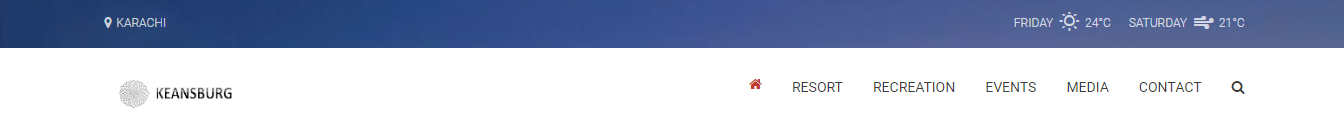 KARACHI FRIDAY 24°C SATURDAY 21°C
KEANSBURG RESORT RECREATION EVENTS MEDIA CONTACT